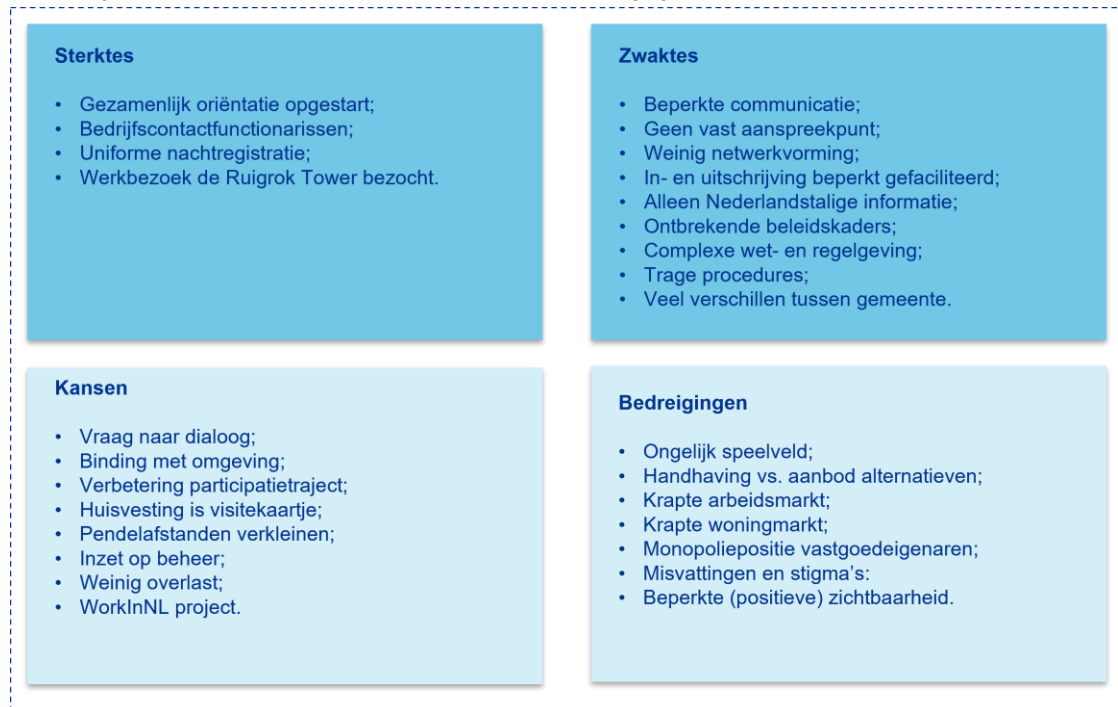 Sterktes
• Gezamenlijk oriëntatie opgestart;
• Bedrijfscontactfunctionarissen;
• Uniforme nachtregistratie;
• Werkbezoek de Ruigrok Tower bezocht.
Zwaktes
• Beperkte communicatie;
• Geen vast aanspreekpunt;
• Weinig netwerkvorming;
• In- en uitschrijving beperkt gefaciliteerd;
• Alleen Nederlandstalige informatie;
• Ontbrekende beleidskaders;
• Complexe wet- en regelgeving;
• Trage procedures;
• Veel verschillen tussen gemeente.
Kansen
• Vraag naar dialoog;
• Binding met omgeving;
• Verbetering participatietraject;
• Huisvesting is visitekaartje;
• Pendelafstanden verkleinen;
• Inzet op beheer;
• Weinig overlast;
• WorkInNL project.
Bedreigingen
• Ongelijk speelveld;
• Handhaving vs. aanbod alternatieven;
• Krapte arbeidsmarkt;
• Krapte woningmarkt;
• Monopoliepositie vastgoedeigenaren;
• Misvattingen en stigma’s:
• Beperkte (positieve) zichtbaarheid.